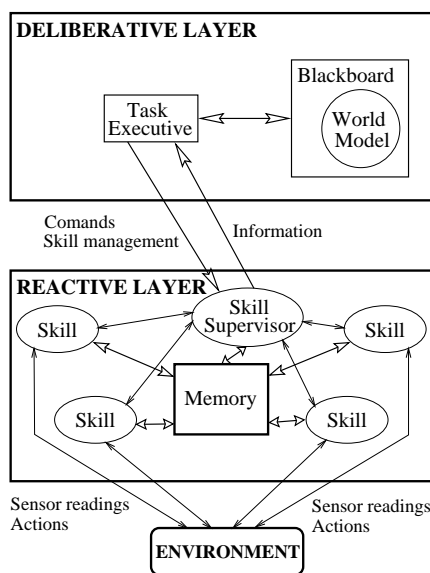 DELIBERATIVE LAYER
Blackboard
World
Model
Task
Executive
Comands
Skill management
Information
REACTIVE LAYER
Skill
Skill
Supervisor
Skill
Memory
Skill
Skill
Sensor readings
Actions
Sensor readings
Actions
ENVIRONMENT